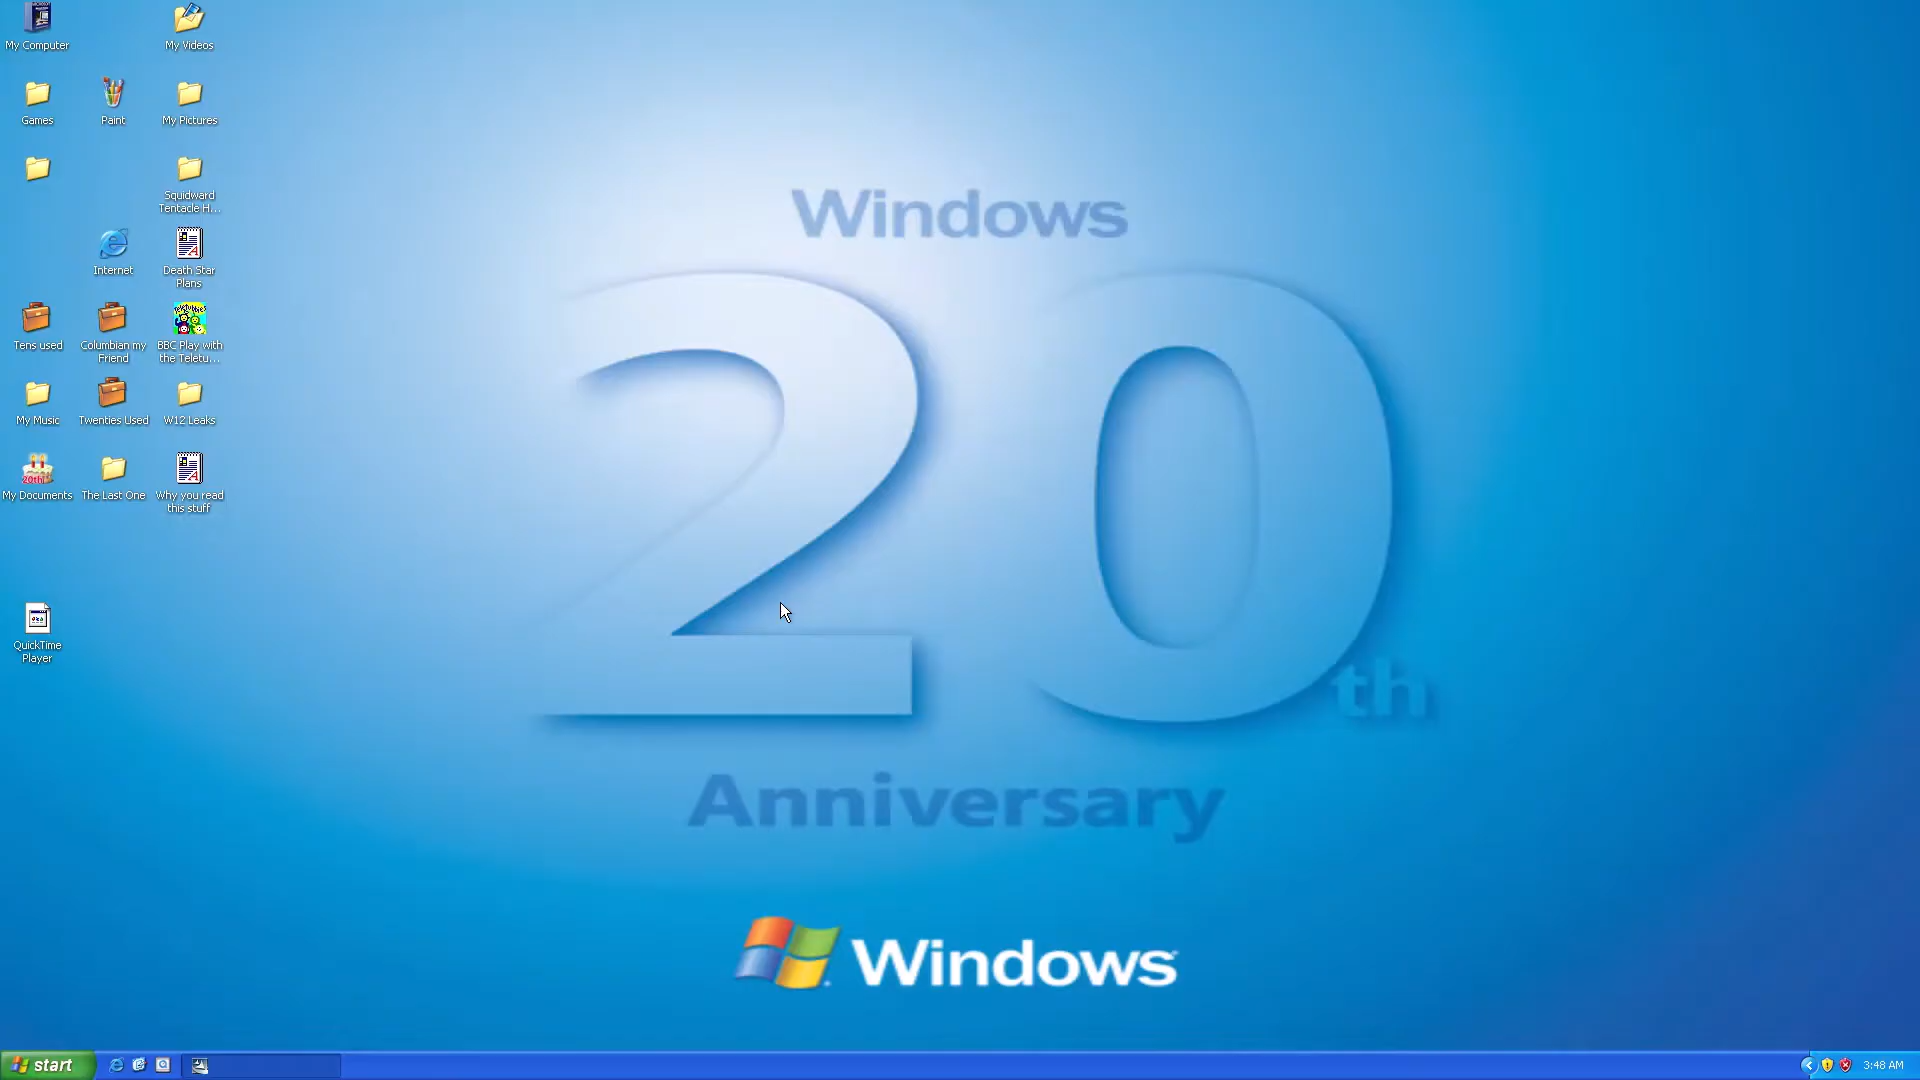 My Computer
My Videos
Games
Paint
My Pictures
Squidward
Tentacle H...
Internet
Death Star
Plans
Tens used
Columbian my
Friend
BBC Play with
the Teletu...
My Music
Twenties Used
W12 Leaks
20th!
My Documents
The Last One
Why you read
this stuff
QuickTime
Player
Windows
20th
Anniversary
Windows
start
3:48 AM